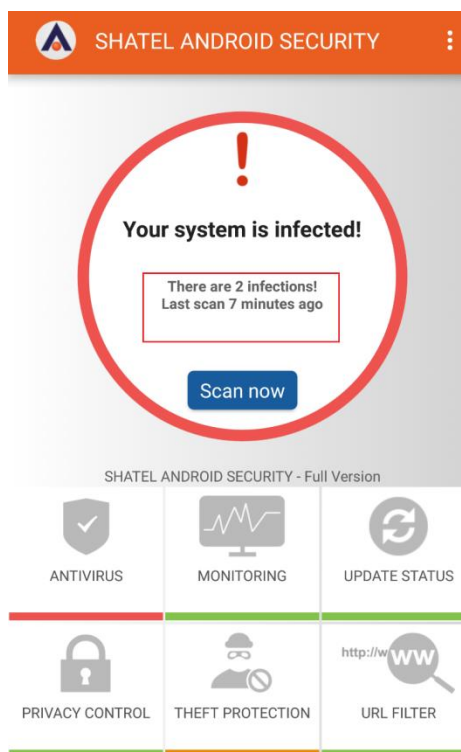 SHATEL ANDROID SECURITY
!
Your system is infected!
There are 2 infections!
Last scan 7 minutes ago
Scan now
SHATEL ANDROID SECURITY - Full Version
ANTIVIRUS
MONITORING
UPDATE STATUS
http://w ww
PRIVACY CONTROL
THEFT PROTECTION
URL FILTER